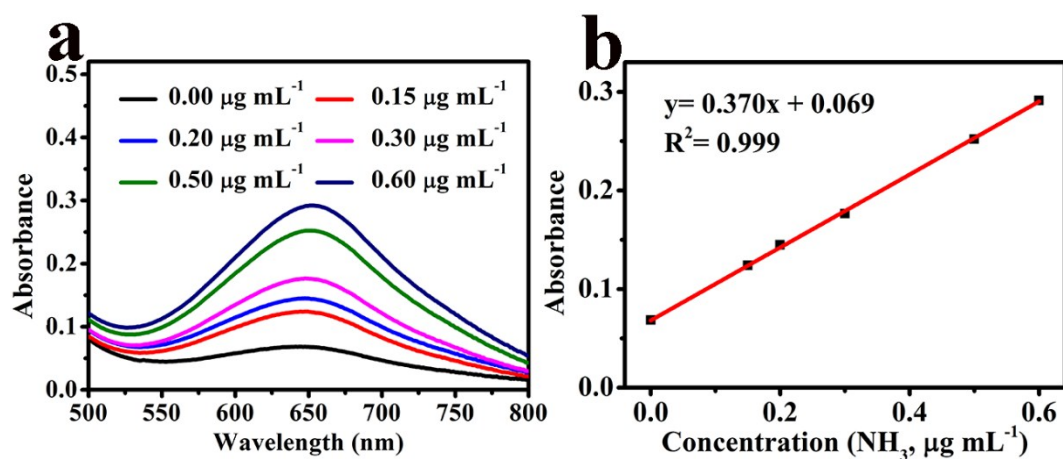 a
0.5
0.4
0.3
0.2
0.1
0.0
Absorbance
0.00 μg mL⁻¹ 0.15 μg mL⁻¹
0.20 μg mL⁻¹ 0.30 μg mL⁻¹
0.50 μg mL⁻¹ 0.60 μg mL⁻¹
500 550 600 650 700 750 800
Wavelength (nm)
b
0.3
0.2
0.1
0.0
Absorbance
y= 0.370x + 0.069
R²= 0.999
0.0 0.2 0.4 0.6
Concentration (NH₃, μg mL⁻¹)